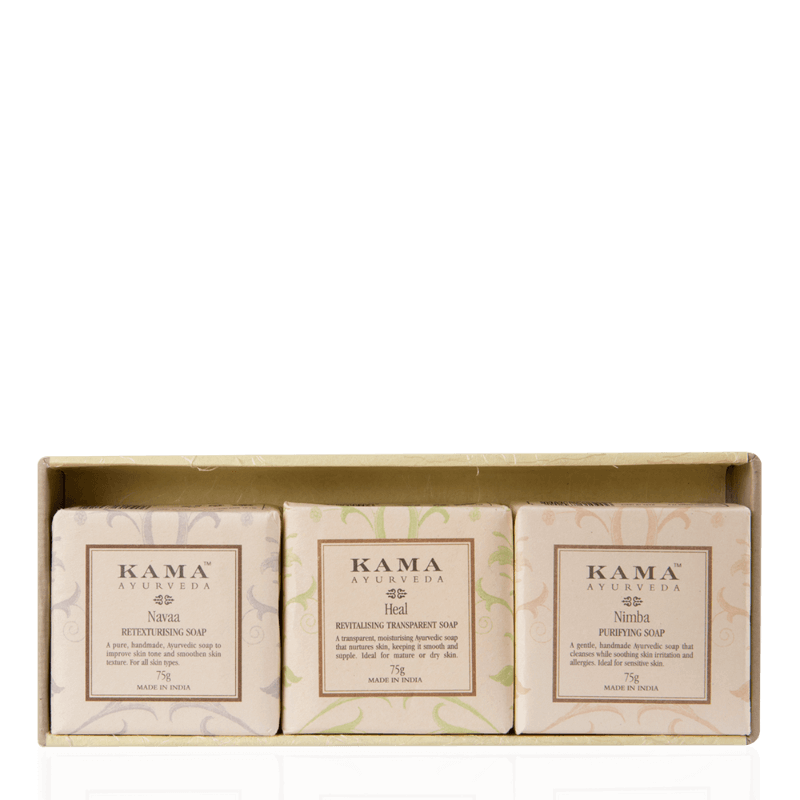 KAMA™
AYURVEDA
Navaa
RETEXTURISING SOAP
A pure, handmade, Ayurvedic soap to
improve skin tone and smoothen skin
texture. For all skin types.
75g
MADE IN INDIA
KAMA
AYURVEDA
Heal
REVITALISING TRANSPARENT SOAP
A transparent, moisturising Ayurvedic soap
that nurtures skin, keeping it smooth and
supple. Ideal for mature or dry skin.
75g
MADE IN INDIA
KAMA™
AYURVEDA
Nimba
PURIFYING SOAP
A gentle, handmade Ayurvedic soap that
cleanses while soothing skin irritation and
allergies. Ideal for sensitive skin.
75g
MADE IN INDIA